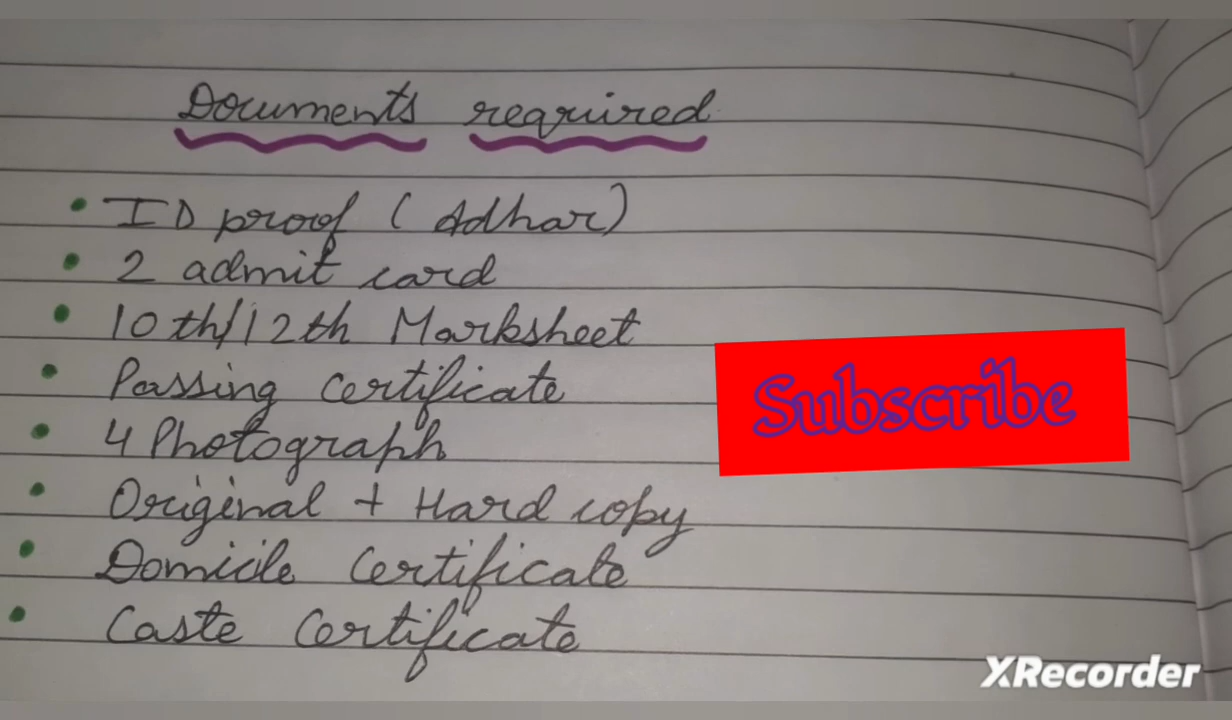 Documents required
• ID proof (Adhar)
• 2 admit card
• 10th/12th Marksheet
• Passing Certificate
• 4 Photograph
• Original + Hard copy
• Domicile Certificate
• Caste Certificate
Subscribe
XRecorder